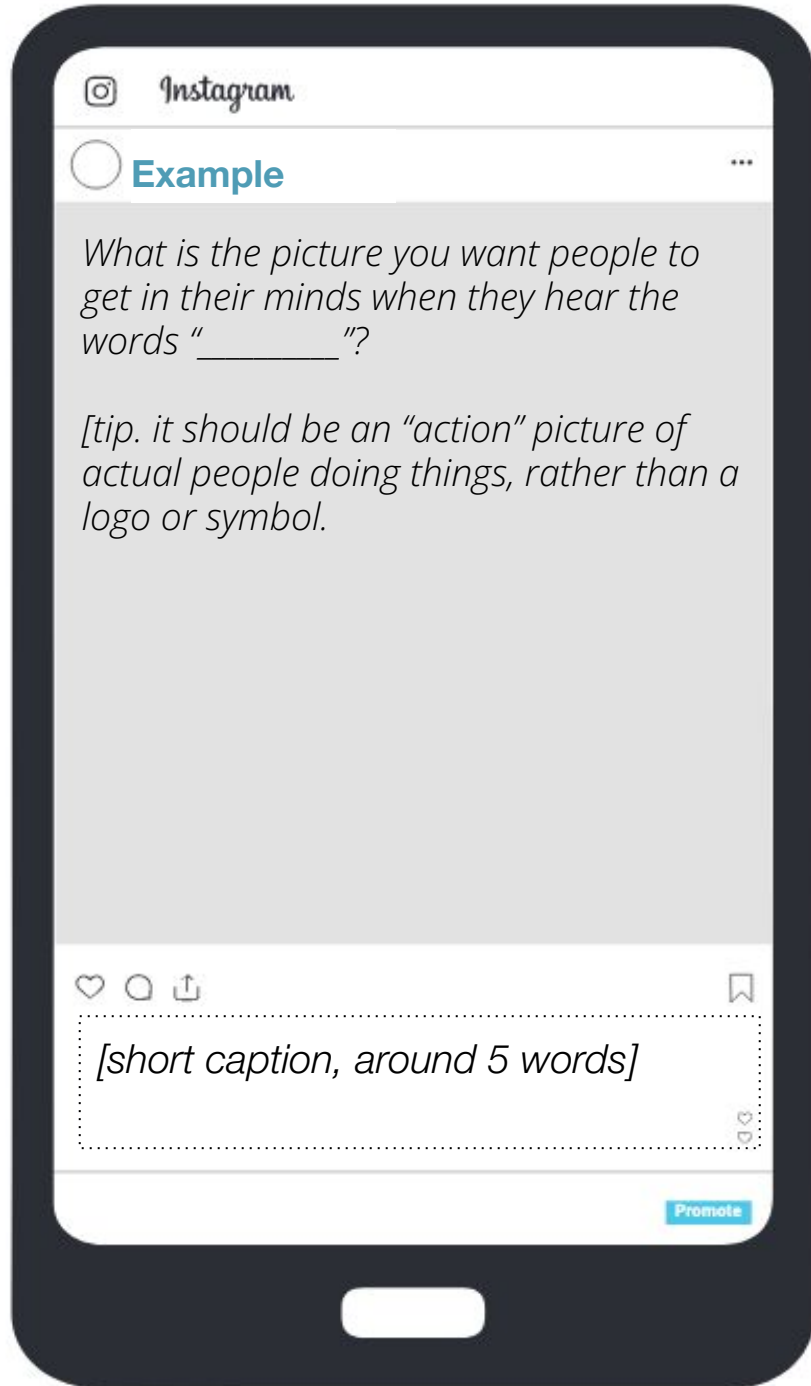 Instagram
Example
What is the picture you want people to
get in their minds when they hear the
words “__________”?
[tip. it should be an “action” picture of
actual people doing things, rather than a
logo or symbol.
[short caption, around 5 words]
Promote